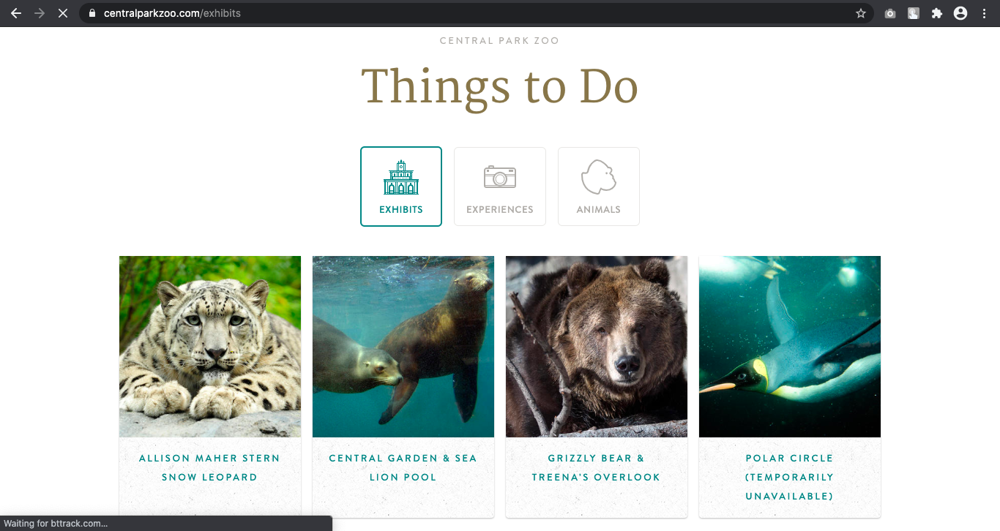 centralparkzoo.com/exhibits
CENTRAL PARK ZOO
Things to Do
EXHIBITS
EXPERIENCES
ANIMALS
ALLISON MAHER STERN
SNOW LEOPARD
CENTRAL GARDEN & SEA
LION POOL
GRIZZLY BEAR &
TREENA'S OVERLOOK
POLAR CIRCLE
(TEMPORARILY
UNAVAILABLE)
Waiting for bttrack.com...